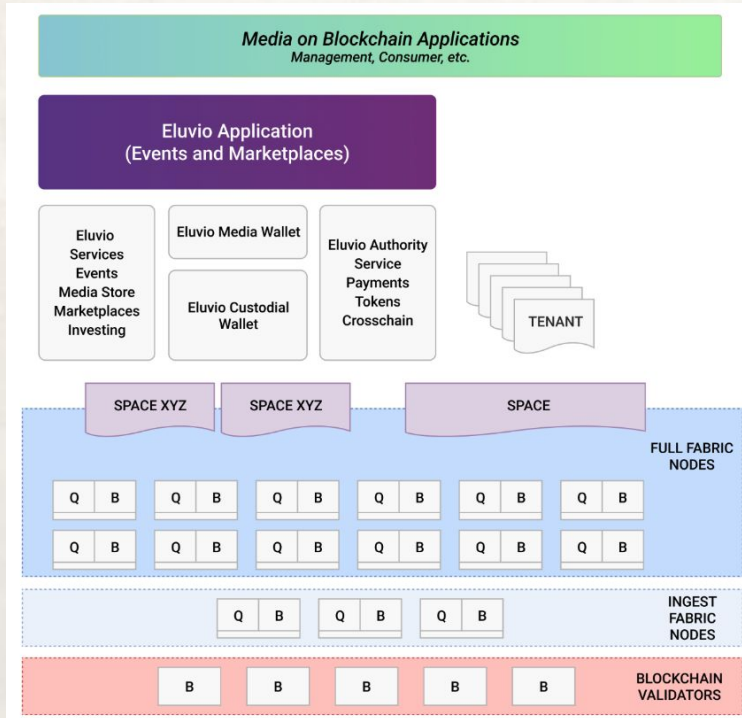 Media on Blockchain Applications
Management, Consumer, etc.
Eluvio Application
(Events and Marketplaces)
Eluvio
Services
Events
Media Store
Marketplaces
Investing
Eluvio Media Wallet
Eluvio Custodial
Wallet
Eluvio Authority
Service
Payments
Tokens
Crosschain
TENANT
SPACE XYZ
SPACE XYZ
SPACE
FULL FABRIC
NODES
Q B Q B Q B Q B Q B Q B
Q B Q B Q B Q B Q B Q B
Q B Q B Q B
INGEST
FABRIC
NODES
B B B B B
BLOCKCHAIN
VALIDATORS